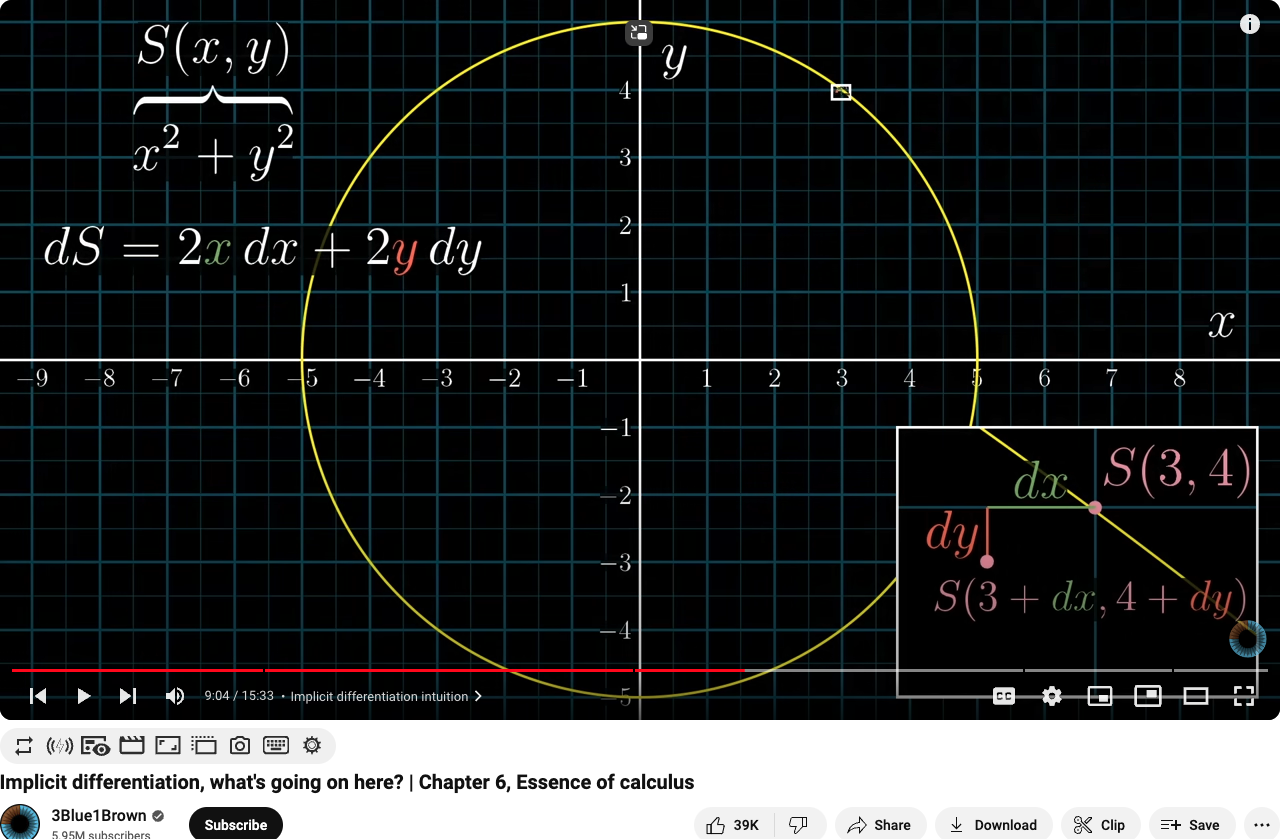 S(x, y)
x² + y²
dS = 2x dx + 2y dy
y
4
3
2
1
x
−9 −8 −7 −6 −5 −4 −3 −2 −1 1 2 3 4 5 6 7 8
−1
−2
−3
−4
−5
dx
S(3, 4)
dy
S(3 + dx, 4 + dy)
9:04 / 15:33 • Implicit differentiation intuition
CC
Implicit differentiation, what's going on here? | Chapter 6, Essence of calculus
3Blue1Brown
5.95M subscribers
Subscribe
39K
Share
Download
Clip
Save